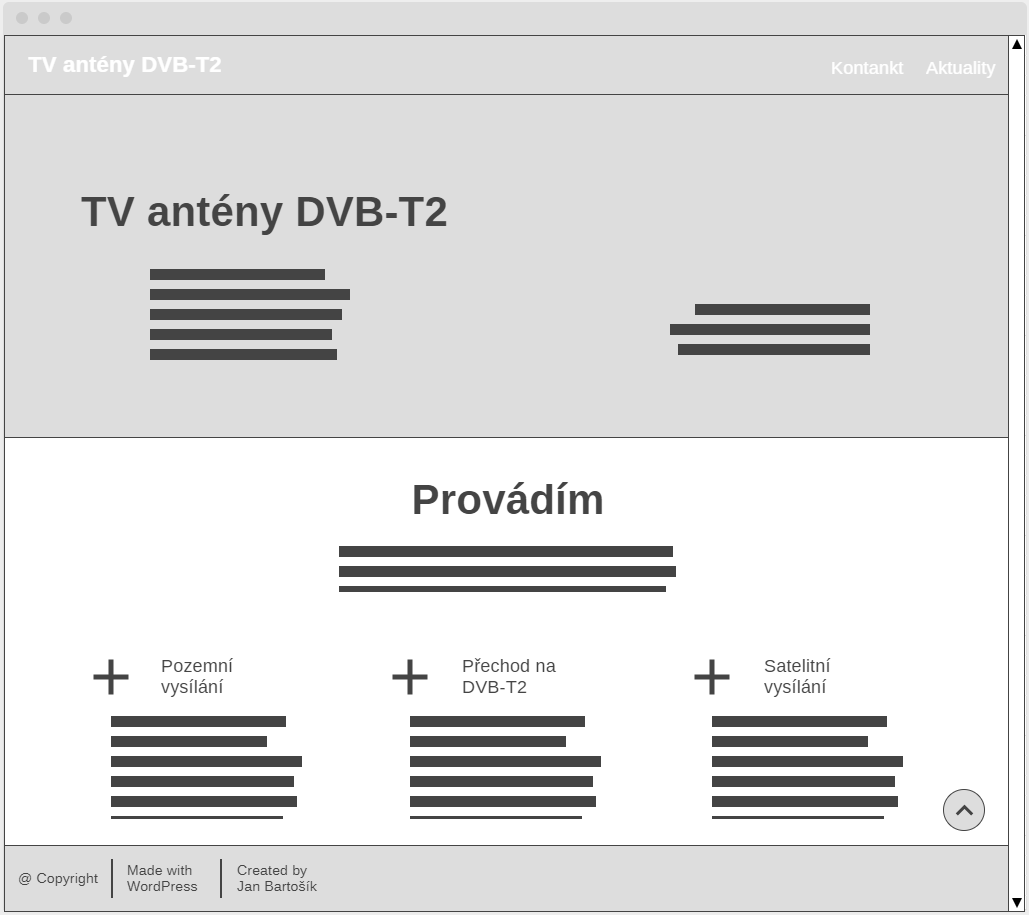 TV antény DVB-T2
Kontankt Aktuality
TV antény DVB-T2
Provádím
Pozemní
vysílání
Přechod na
DVB-T2
Satelitní
vysílání
@ Copyright
Made with
WordPress
Created by
Jan Bartošík